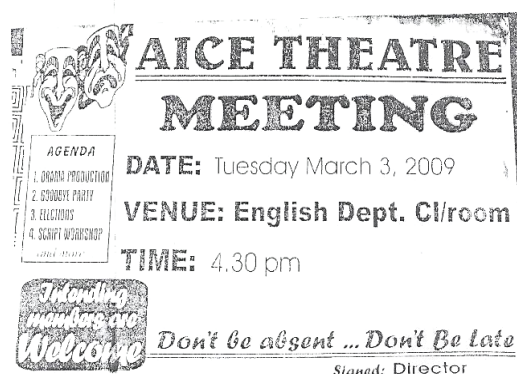 AICE THEATRE
MEETING
AGENDA
1. DRAMA PRODUCTION
2. GOODBYE PARTY
3. ELECTIONS
4. SCRIPT WORKSHOP
and more
DATE: Tuesday March 3, 2009
VENUE: English Dept. Cl/room
TIME: 4.30 pm
Intending
members are
Welcome
Don't be absent ... Don't Be Late
Signed: Director